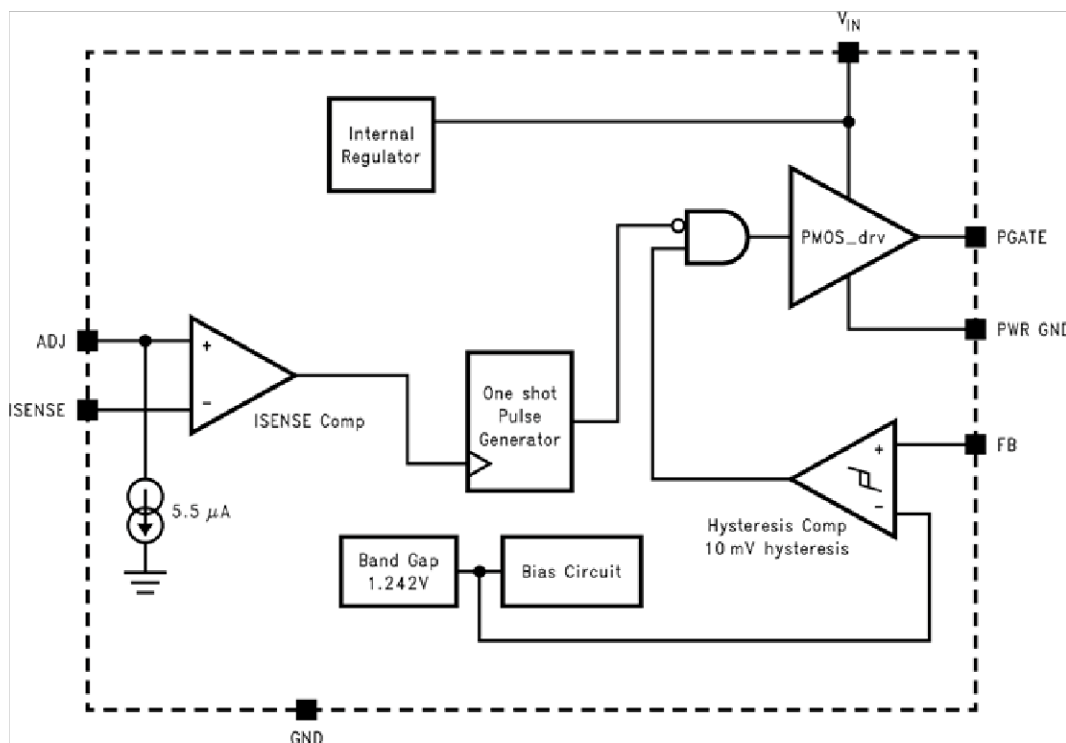 VIN
Internal
Regulator
PMOS_drv
PGATE
PWR GND
ADJ
+
-
ISENSE
ISENSE Comp
One shot
Pulse
Generator
FB
+
-
Hysteresis Comp
10 mV hysteresis
5.5 μA
Band Gap
1.242V
Bias Circuit
GND